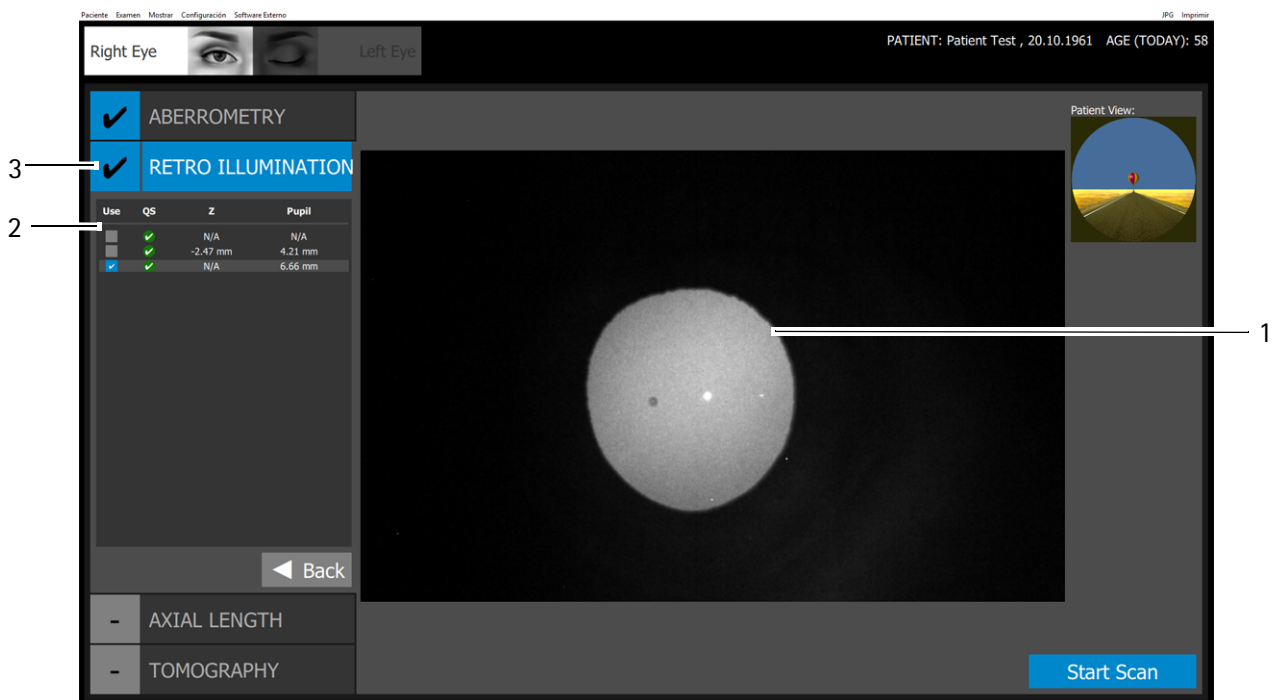 Paciente Examen Mostrar Configuración Software Externo JPG Imprimir
Right Eye Left Eye PATIENT: Patient Test , 20.10.1961 AGE (TODAY): 58
ABERROMETRY
Patient View:
3 RETRO ILLUMINATION
Use QS Z Pupil
2
N/A N/A
-2.47 mm 4.21 mm
N/A 6.66 mm
1
Back
- AXIAL LENGTH
- TOMOGRAPHY
Start Scan